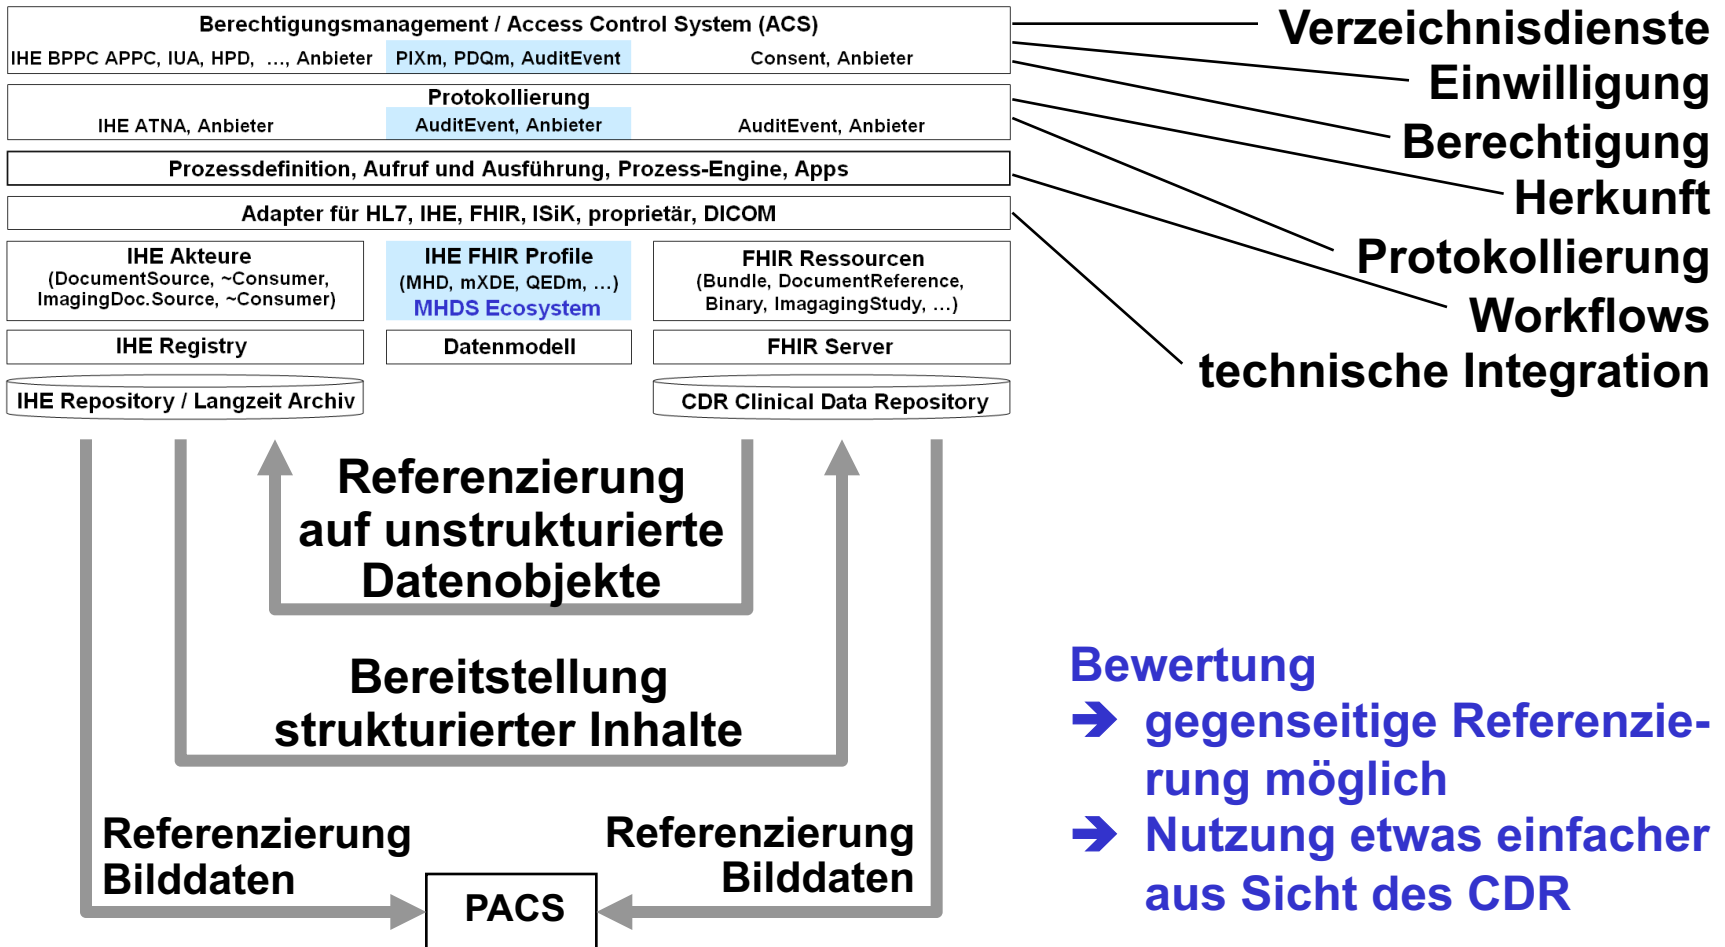 Berechtigungsmanagement / Access Control System (ACS)
IHE BPPC APPC, IUA, HPD, …, Anbieter
PIXm, PDQm, AuditEvent
Consent, Anbieter
Protokollierung
IHE ATNA, Anbieter
AuditEvent, Anbieter
AuditEvent, Anbieter
Prozessdefinition, Aufruf und Ausführung, Prozess-Engine, Apps
Adapter für HL7, IHE, FHIR, ISiK, proprietär, DICOM
IHE Akteure
(DocumentSource, ~Consumer,
ImagingDoc.Source, ~Consumer)
IHE FHIR Profile
(MHD, mXDE, QEDm, …)
MHDS Ecosystem
FHIR Ressourcen
(Bundle, DocumentReference,
Binary, ImagagingStudy, …)
IHE Registry
Datenmodell
FHIR Server
IHE Repository / Langzeit Archiv
CDR Clinical Data Repository
Verzeichnisdienste
Einwilligung
Berechtigung
Herkunft
Protokollierung
Workflows
technische Integration
Referenzierung
auf unstrukturierte
Datenobjekte
Bereitstellung
strukturierter Inhalte
Referenzierung
Bilddaten
Referenzierung
Bilddaten
PACS
Bewertung
➔ gegenseitige Referenzie-
rung möglich
➔ Nutzung etwas einfacher
aus Sicht des CDR